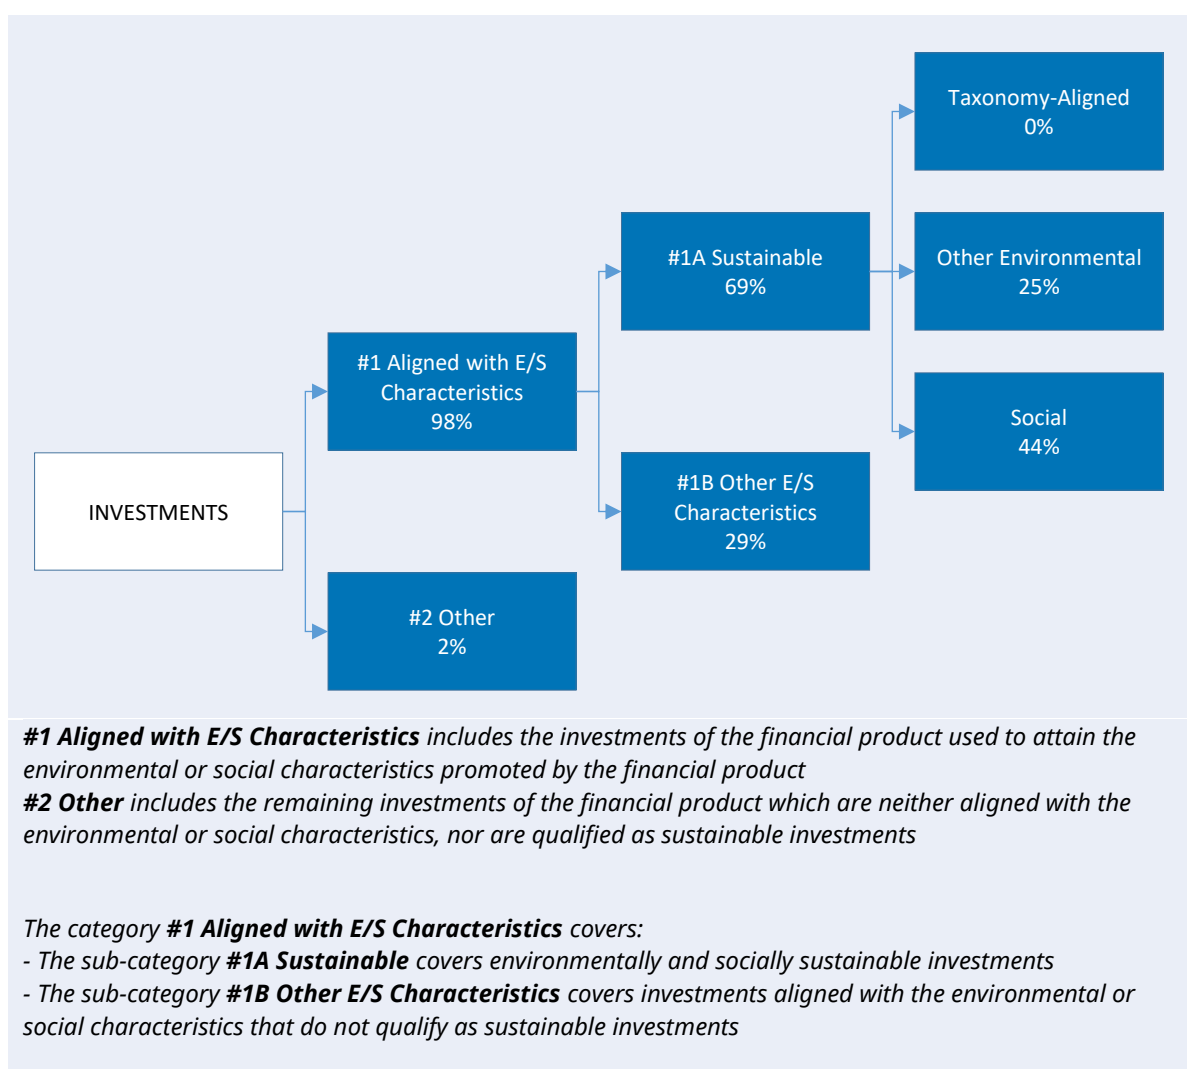 Taxonomy-Aligned
0%
#1A Sustainable
69%
Other Environmental
25%
#1 Aligned with E/S
Characteristics
98%
Social
44%
INVESTMENTS
#1B Other E/S
Characteristics
29%
#2 Other
2%
#1 Aligned with E/S Characteristics includes the investments of the financial product used to attain the
environmental or social characteristics promoted by the financial product
#2 Other includes the remaining investments of the financial product which are neither aligned with the
environmental or social characteristics, nor are qualified as sustainable investments
The category #1 Aligned with E/S Characteristics covers:
- The sub-category #1A Sustainable covers environmentally and socially sustainable investments
- The sub-category #1B Other E/S Characteristics covers investments aligned with the environmental or
social characteristics that do not qualify as sustainable investments